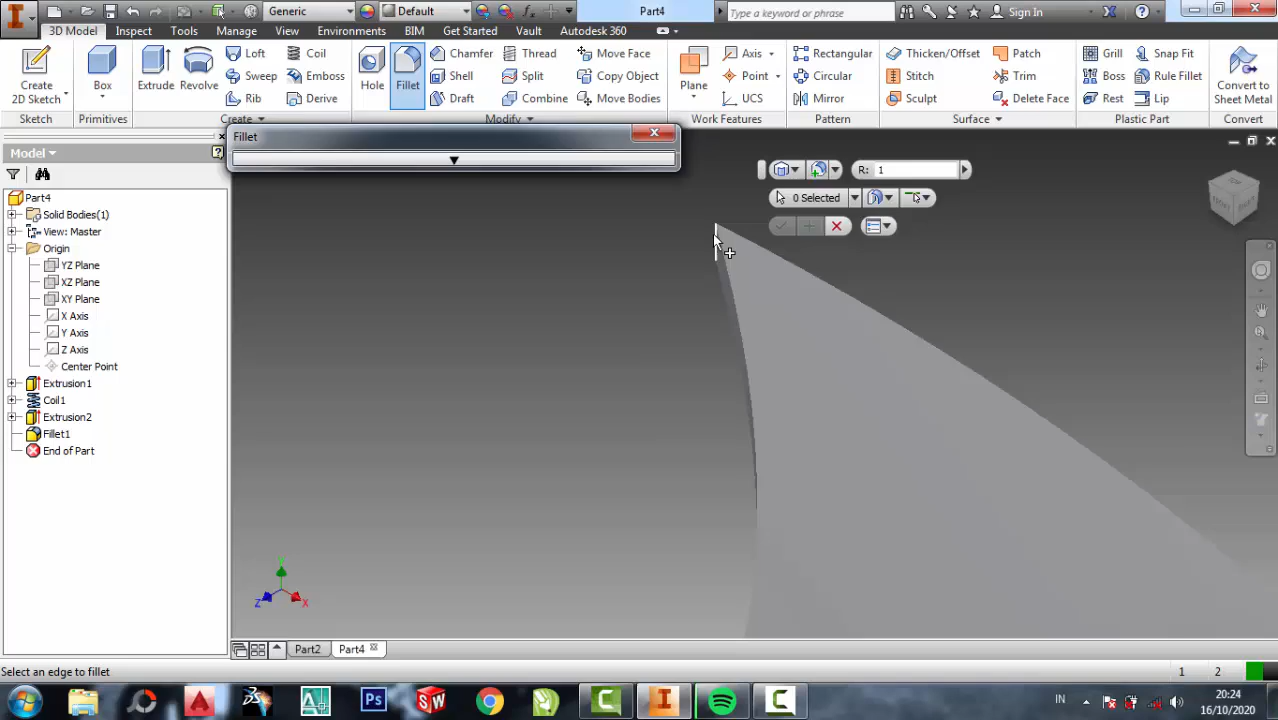 Generic
Default
Part4
Type a keyword or phrase
Sign In
3D Model
Inspect
Tools
Manage
View
Environments
BIM
Get Started
Vault
Autodesk 360
Create
2D Sketch
Box
Extrude
Revolve
Loft
Coil
Sweep
Emboss
Rib
Derive
Hole
Fillet
Chamfer
Thread
Move Face
Shell
Split
Copy Object
Draft
Combine
Move Bodies
Plane
Axis
Point
UCS
Rectangular
Circular
Mirror
Thicken/Offset
Patch
Stitch
Trim
Sculpt
Delete Face
Grill
Snap Fit
Boss
Rule Fillet
Rest
Lip
Convert to
Sheet Metal
Sketch
Primitives
Create
Modify
Work Features
Pattern
Surface
Plastic Part
Convert
Model
Fillet
R: 1
0 Selected
Part4
Solid Bodies(1)
View: Master
Origin
YZ Plane
XZ Plane
XY Plane
X Axis
Y Axis
Z Axis
Center Point
Extrusion1
Coil1
Extrusion2
Fillet1
End of Part
Z
X
Part2
Part4
Select an edge to fillet
1
2
IN
20:24
16/10/2020